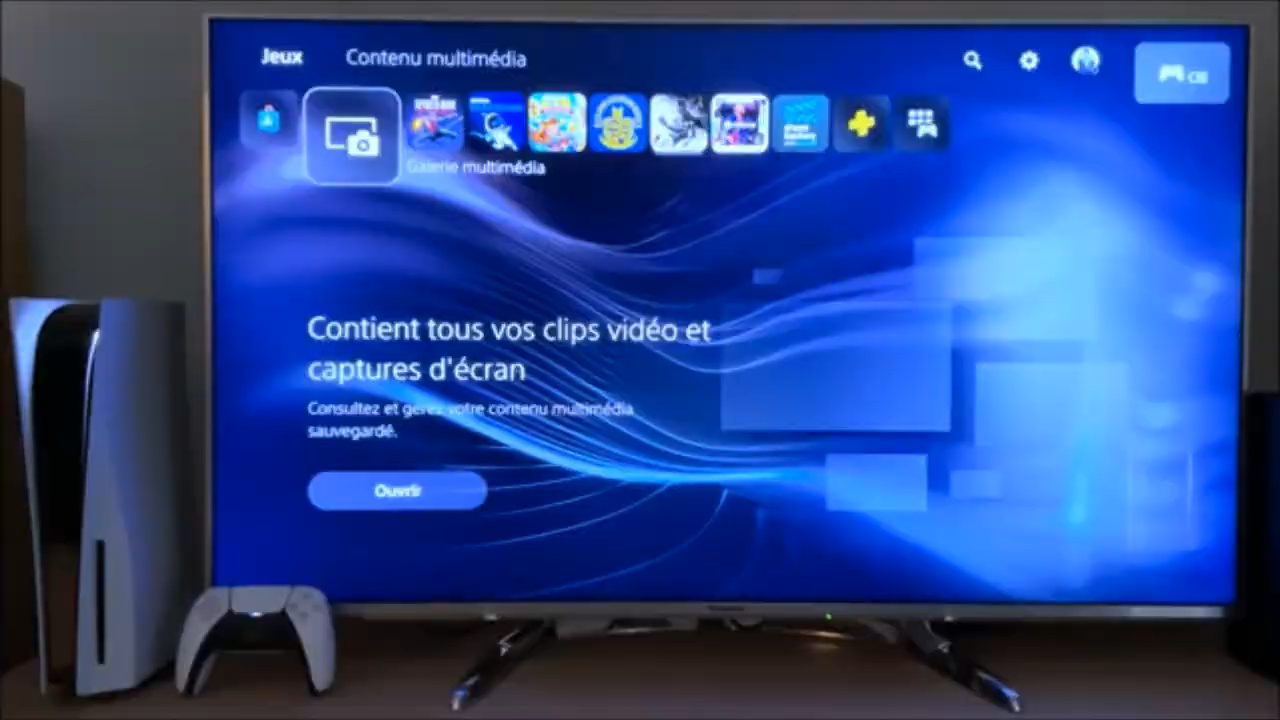 Jeux
Contenu multimédia
Galerie multimédia
Contient tous vos clips vidéo et
captures d'écran
Consultez et gérez votre contenu multimédia
sauvegardé.
Ouvrir